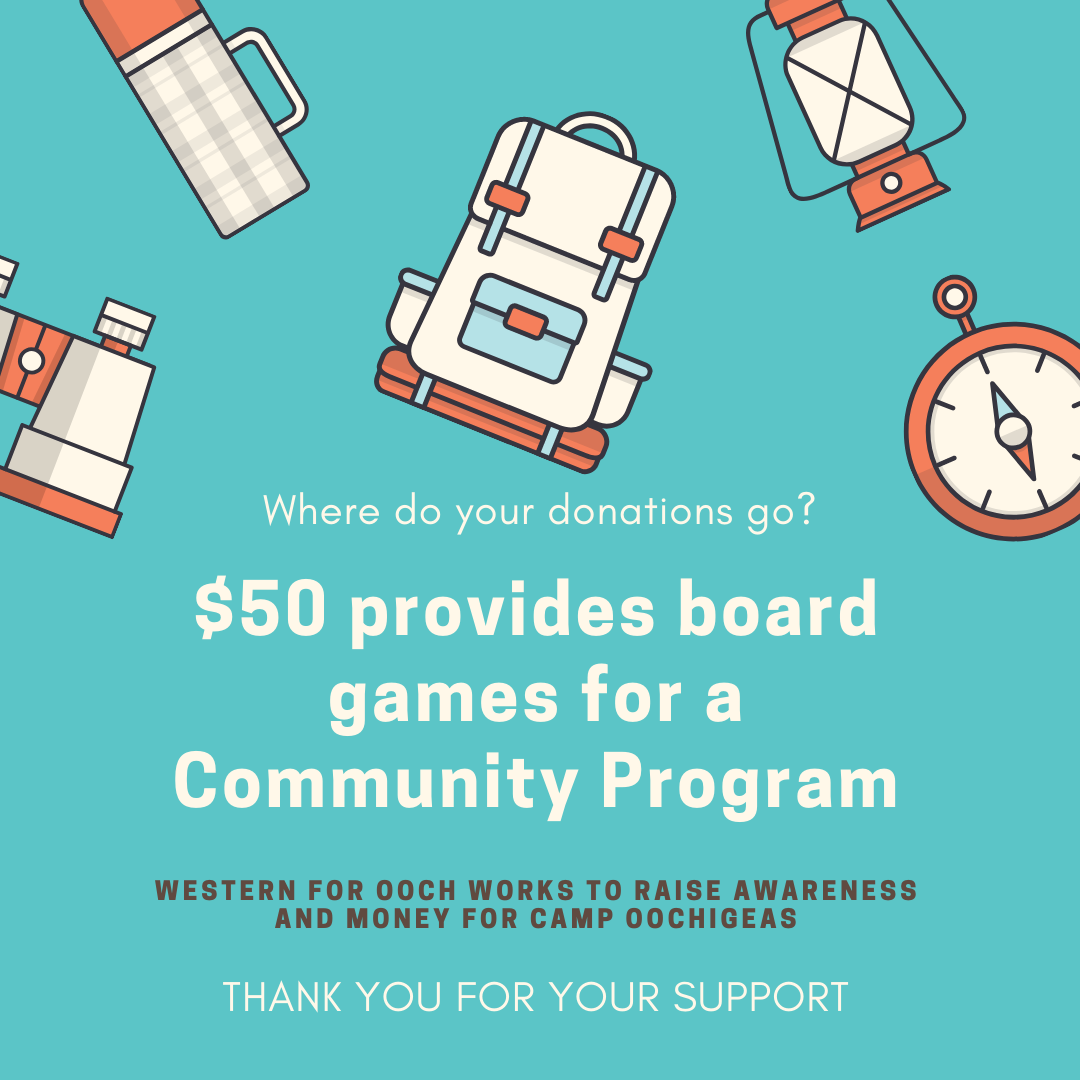 Where do your donations go?
$50 provides board
games for a
Community Program
WESTERN FOR OOCH WORKS TO RAISE AWARENESS
AND MONEY FOR CAMP OOCHIGEAS
THANK YOU FOR YOUR SUPPORT